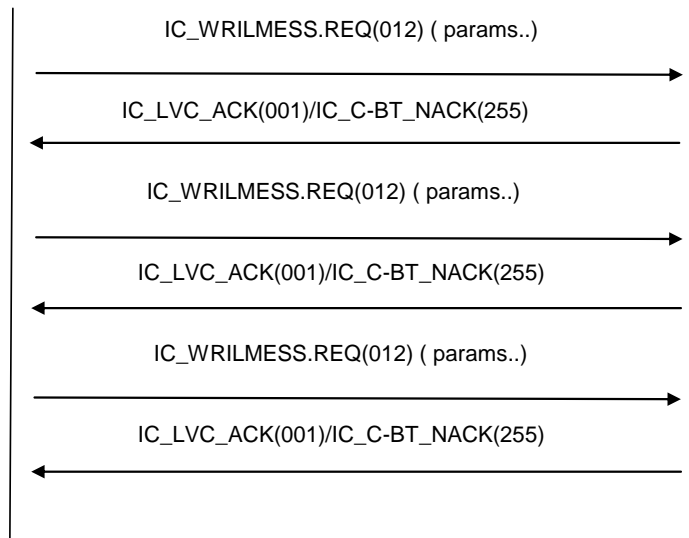 IC_WRILMESS.REQ(012) ( params..)
IC_LVC_ACK(001)/IC_C-BT_NACK(255)
IC_WRILMESS.REQ(012) ( params..)
IC_LVC_ACK(001)/IC_C-BT_NACK(255)
IC_WRILMESS.REQ(012) ( params..)
IC_LVC_ACK(001)/IC_C-BT_NACK(255)